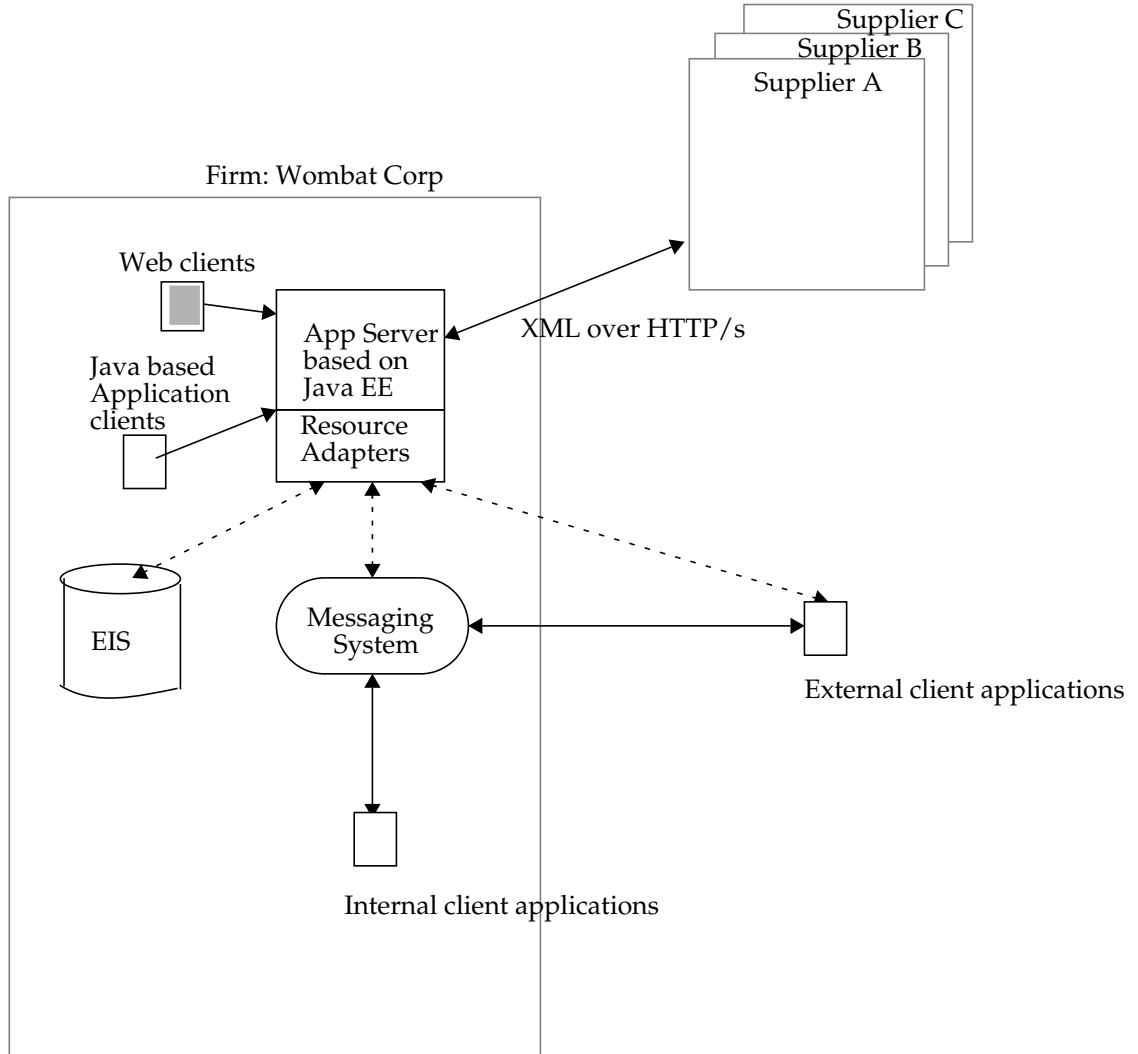 Supplier C
Supplier B
Supplier A
Firm: Wombat Corp
Web clients
App Server
based on
Java EE
XML over HTTP/s
Java based
Application
clients
Resource
Adapters
EIS
Messaging
System
External client applications
Internal client applications